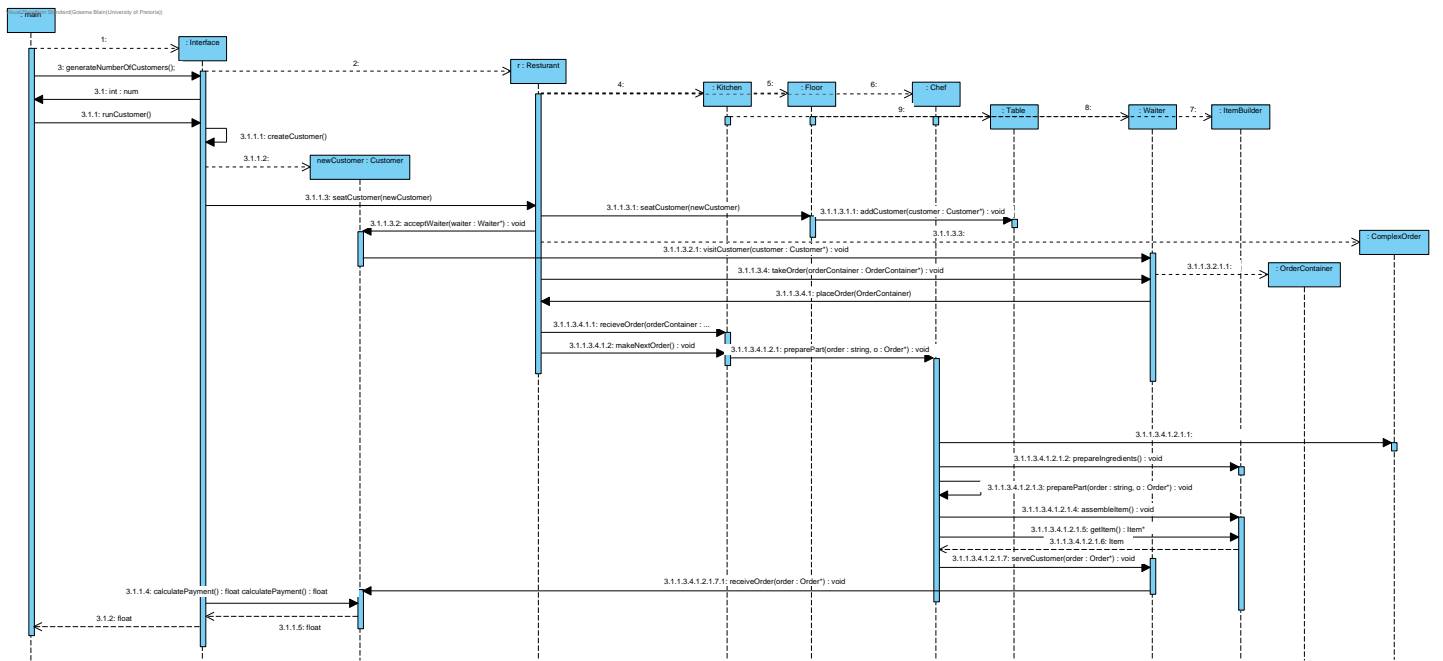 Standard(Goseme Blain(University of Pretoria))
: main
1:
: Interface
3: generateNumberOfCustomers();
2:
r : Resturant
3.1: int : num
4:
: Kitchen
5:
: Floor
6:
: Chef
3.1.1: runCustomer()
9:
: Table
8:
: Waiter
7:
: ItemBuilder
3.1.1.1: createCustomer()
3.1.1.2:
newCustomer : Customer
3.1.1.3: seatCustomer(newCustomer)
3.1.1.3.1: seatCustomer(newCustomer)
3.1.1.3.1.1: addCustomer(customer : Customer*) : void
3.1.1.3.2: acceptWaiter(waiter : Waiter*) : void
3.1.1.3.3:
: ComplexOrder
3.1.1.3.2.1: visitCustomer(customer : Customer*) : void
3.1.1.3.2.1.1:
: OrderContainer
3.1.1.3.4: takeOrder(orderContainer : OrderContainer*) : void
3.1.1.3.4.1: placeOrder(OrderContainer)
3.1.1.3.4.1.1: recieveOrder(orderContainer : ...
3.1.1.3.4.1.2: makeNextOrder() : void
3.1.1.3.4.1.2.1: preparePart(order : string, o : Order*) : void
3.1.1.3.4.1.2.1.1:
3.1.1.3.4.1.2.1.2: prepareIngredients() : void
3.1.1.3.4.1.2.1.3: preparePart(order : string, o : Order*) : void
3.1.1.3.4.1.2.1.4: assembleItem() : void
3.1.1.3.4.1.2.1.5: getItem() : Item*
3.1.1.3.4.1.2.1.6: Item
3.1.1.3.4.1.2.1.7: serveCustomer(order : Order*) : void
3.1.1.3.4.1.2.1.7.1: receiveOrder(order : Order*) : void
3.1.1.4: calculatePayment() : float calculatePayment() : float
3.1.2: float
3.1.1.5: float